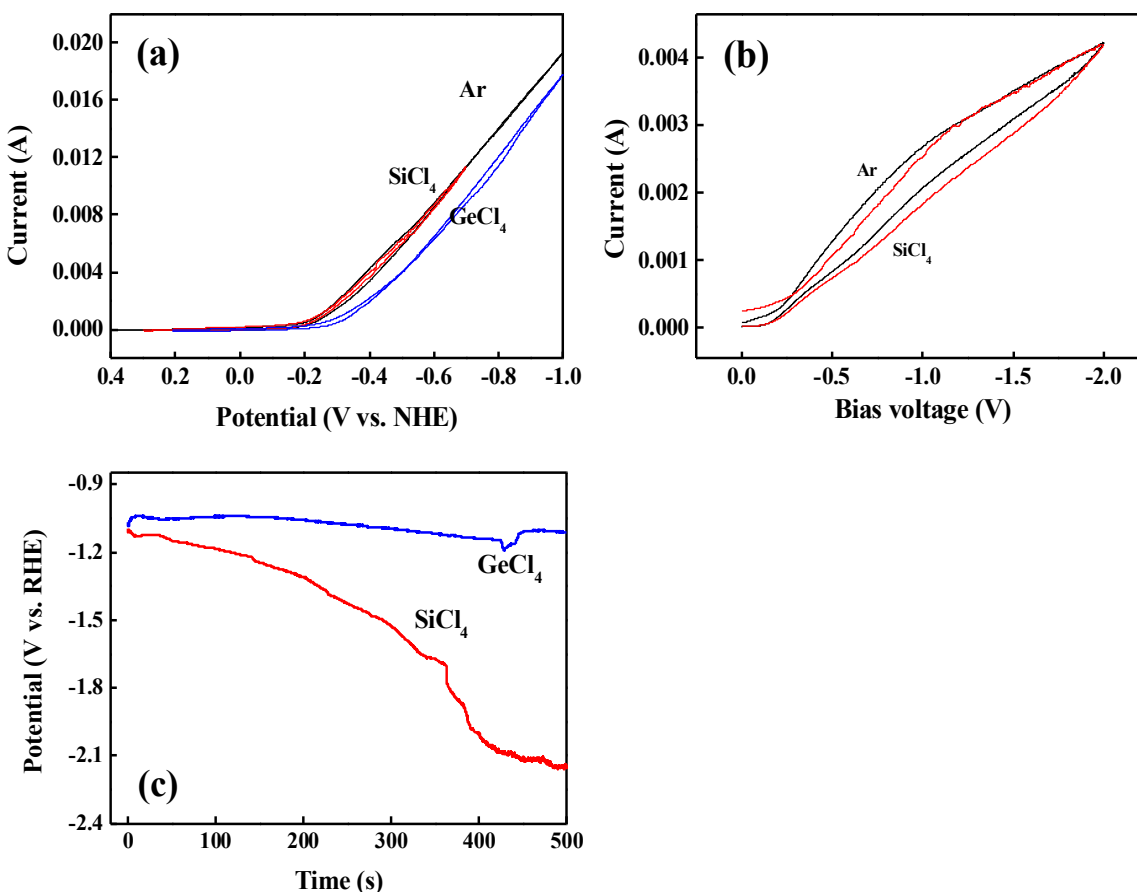 (a)
0.020
0.016
0.012
0.008
0.004
0.000
Current (A)
Ar
SiCl4
GeCl4
0.4 0.2 0.0 -0.2 -0.4 -0.6 -0.8 -1.0
Potential (V vs. NHE)
(b)
0.004
0.003
0.002
0.001
0.000
Current (A)
Ar
SiCl4
0.0 -0.5 -1.0 -1.5 -2.0
Bias voltage (V)
-0.9
-1.2
-1.5
-1.8
-2.1
-2.4
Potential (V vs. RHE)
GeCl4
SiCl4
(c)
0 100 200 300 400 500
Time (s)